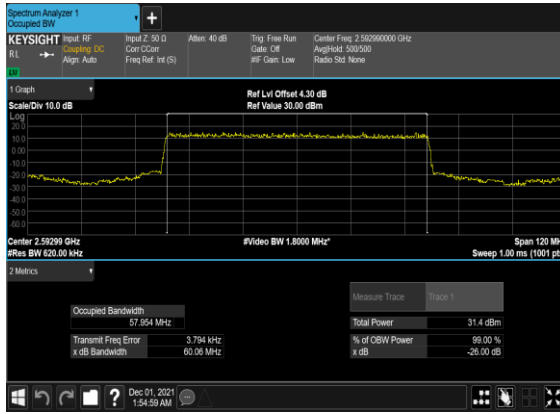 Spectrum Analyzer 1
Occupied BW
+
KEYSIGHT
RL
Input: RF
Coupling: DC
Align: Auto
Input Z: 50 Ω
Corr CCorr
Freq Ref: Int (S)
Atten: 40 dB
Trig: Free Run
Gate: Off
#IF Gain: Low
Center Freq: 2.592990000 GHz
Avg|Hold: 500/500
Radio Std: None
LW
1 Graph
Scale/Div 10.0 dB
Ref Lvl Offset 4.30 dB
Ref Value 30.00 dBm
Log
20.0
10.0
0.00
-10.0
-20.0
-30.0
-40.0
-50.0
-60.0
Center 2.59299 GHz
#Res BW 620.00 kHz
#Video BW 1.8000 MHz*
Span 120 MH
Sweep 1.00 ms (1001 pt
2 Metrics
Measure Trace Trace 1
Occupied Bandwidth
57.954 MHz
Total Power 31.4 dBm
Transmit Freq Error 3.794 kHz
% of OBW Power 99.00 %
x dB Bandwidth 60.06 MHz
x dB -26.00 dB
?
Dec 01, 2021
1:54:59 AM